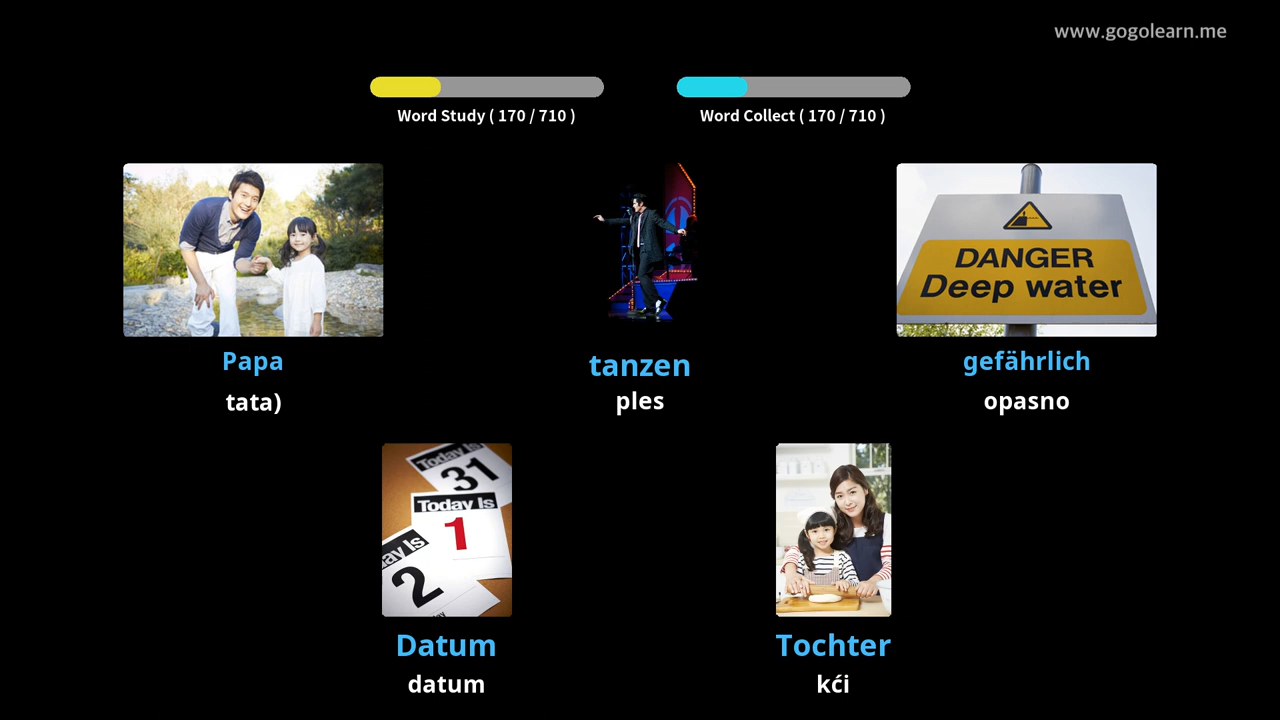 www.gogolearn.me
Word Study ( 170 / 710 )
Word Collect ( 170 / 710 )
DANGER
Deep water
Papa
tanzen
gefährlich
tata)
ples
opasno
Today Is
31
Today Is
1
ay Is
2
Datum
Tochter
datum
kći